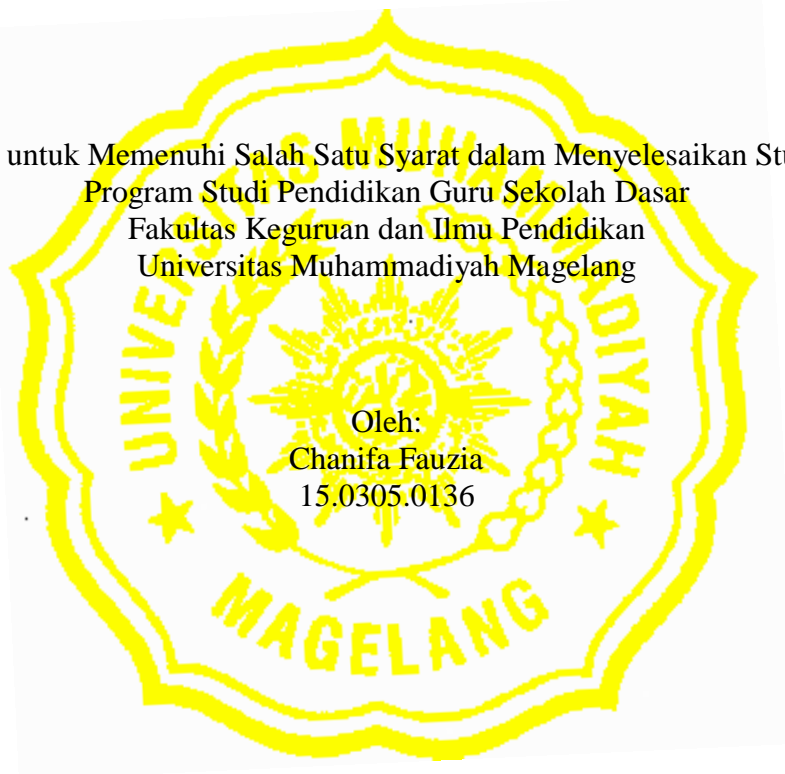 untuk Memenuhi Salah Satu Syarat dalam Menyelesaikan
Program Studi Pendidikan Guru Sekolah Dasar
Fakultas Keguruan dan Ilmu Pendidikan
Universitas Muhammadiyah Magelang
UNIVERSITAS MUHAMMADIYAH
Oleh:
Chanifa Fauzia
15.0305.0136
MAGELANG